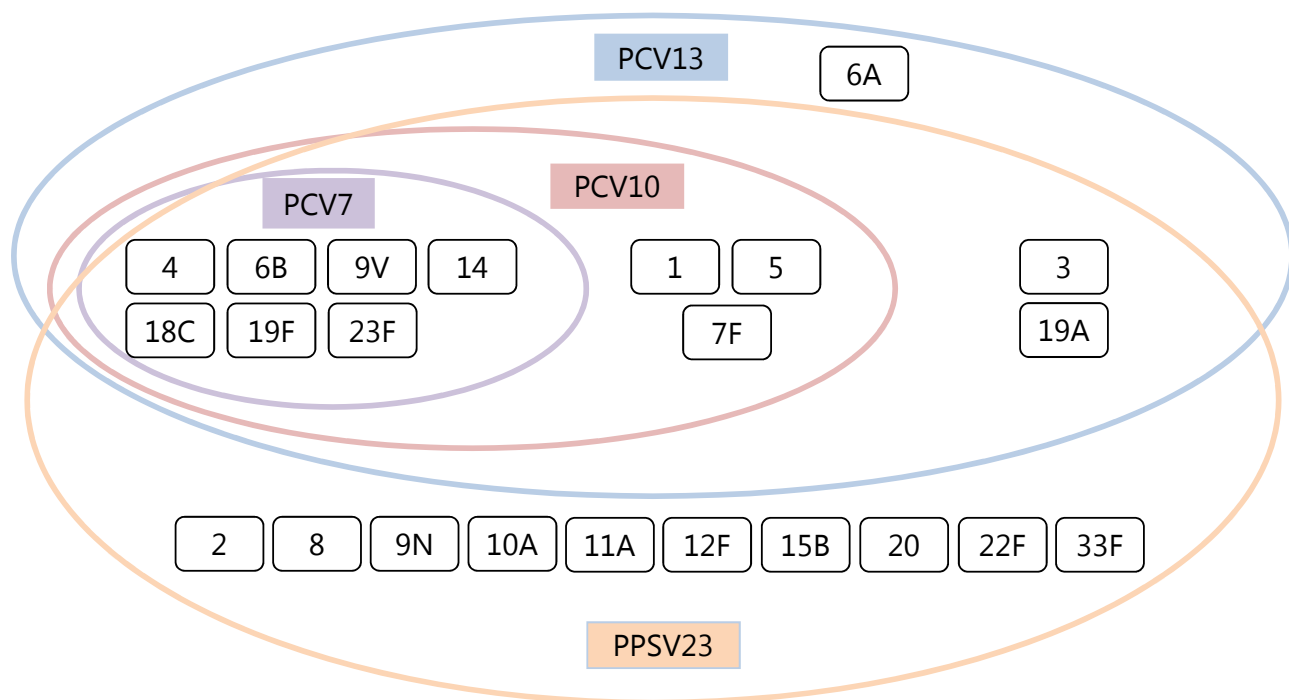 PCV13
6A
PCV10
PCV7
4 6B 9V 14 1 5 3
18C 19F 23F 7F 19A
2 8 9N 10A 11A 12F 15B 20 22F 33F
PPSV23